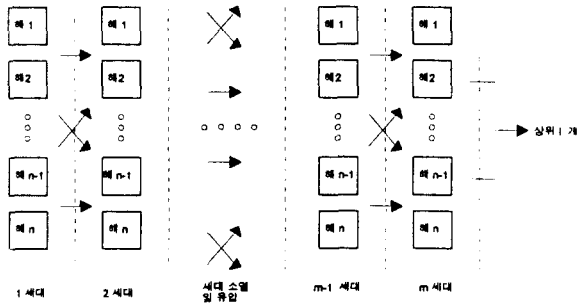 해 1 해 1 해 1 해 1
해2 해2 해2 해2
상위 l 개
해 n-1 해 n-1 해n-1 해n-1
해 n 해 n 해 n 해 n
1 세대 2 세대 세대 소멸 m-1 세대 m 세대
및 유입